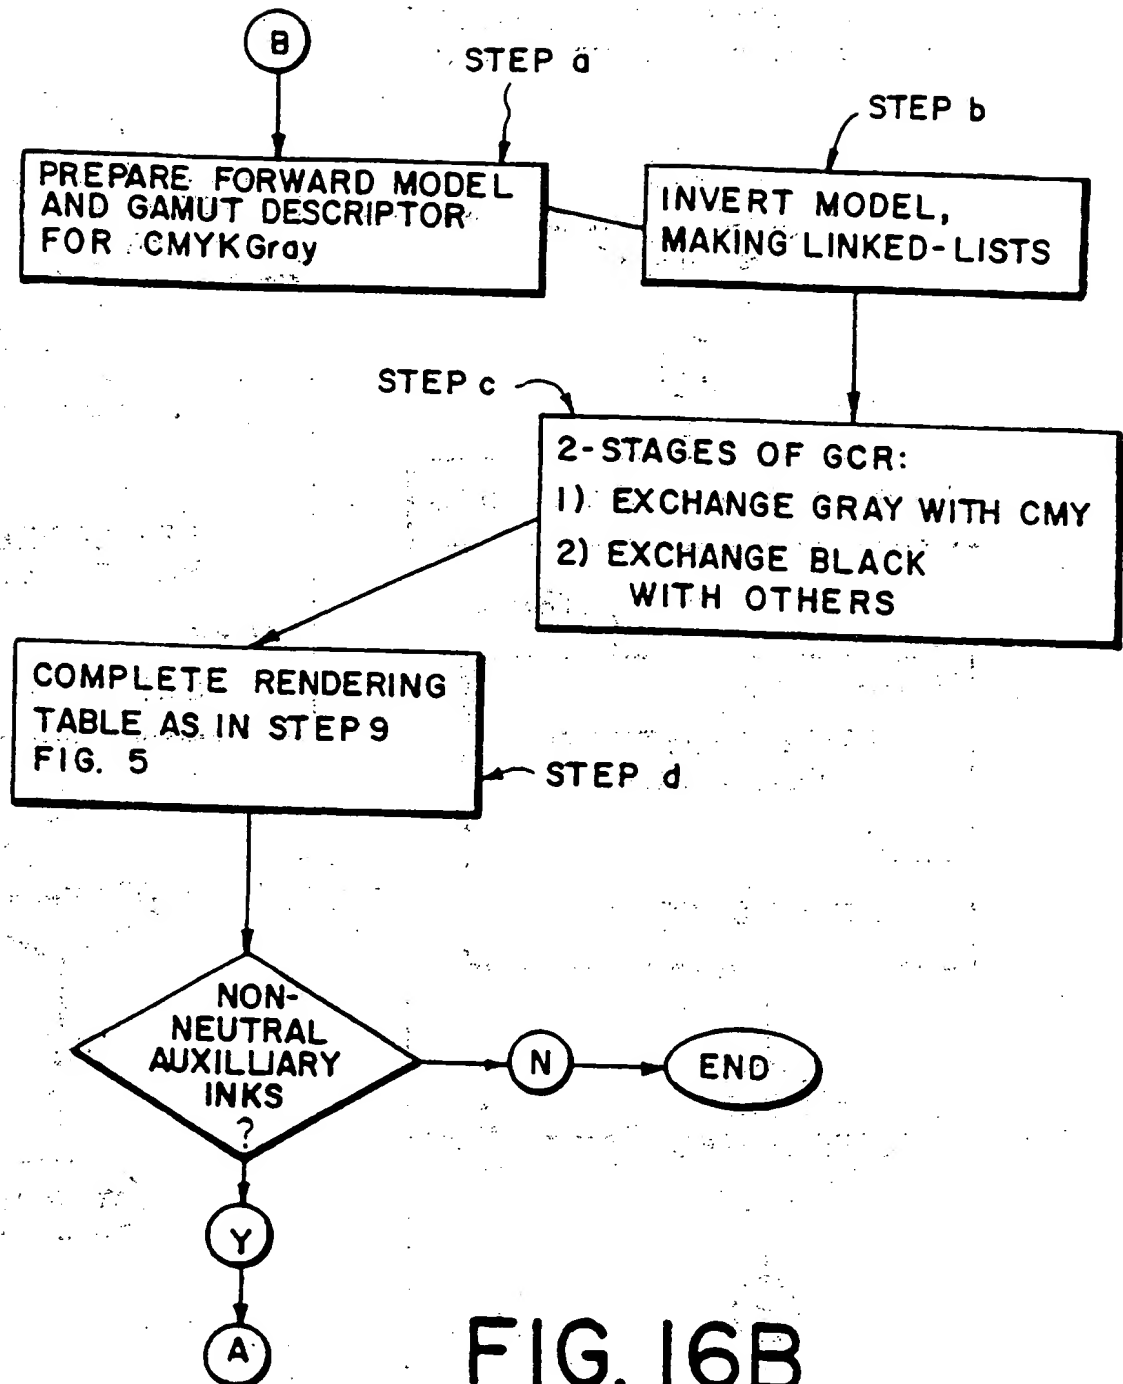 B
STEP a
STEP b
PREPARE FORWARD MODEL
AND GAMUT DESCRIPTOR
FOR CMYKGray
INVERT MODEL,
MAKING LINKED-LISTS
STEP c
2-STAGES OF GCR:
1) EXCHANGE GRAY WITH CMY
2) EXCHANGE BLACK
WITH OTHERS
COMPLETE RENDERING
TABLE AS IN STEP 9
FIG. 5
STEP d
NON-
NEUTRAL
AUXILLIARY
INKS
?
N
END
Y
A
FIG. 16B